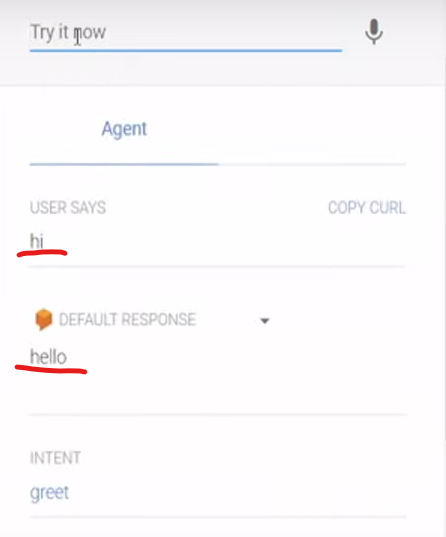 Try it now
Agent
USER SAYS COPY CURL
hi
DEFAULT RESPONSE
hello
INTENT
greet